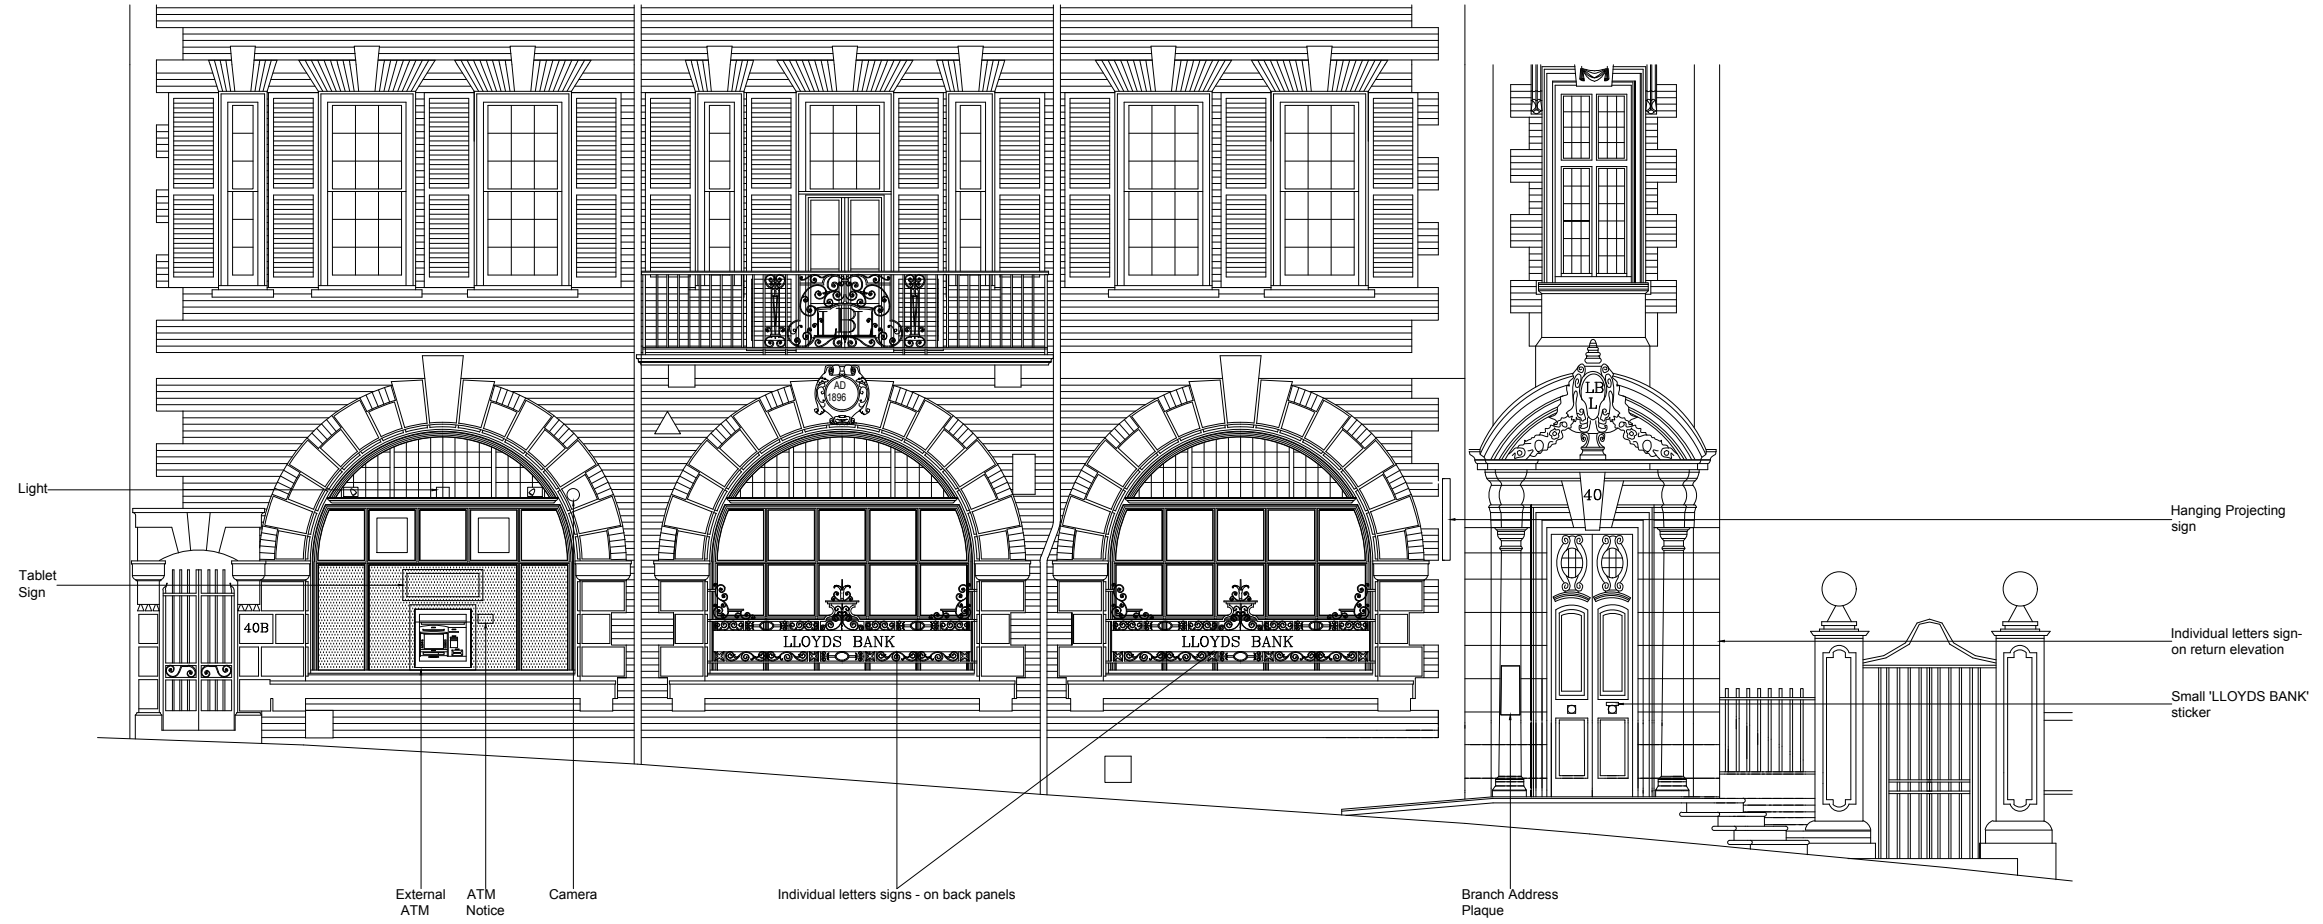 LBL
AD
1896
LB
L
40
Light
Hanging Projecting
sign
Tablet
Sign
40B
LLOYDS BANK
LLOYDS BANK
Individual letters sign-
on return elevation
Small 'LLOYDS BANK'
sticker
External
ATM
ATM
Notice
Camera
Individual letters signs - on back panels
Branch Address
Plaque